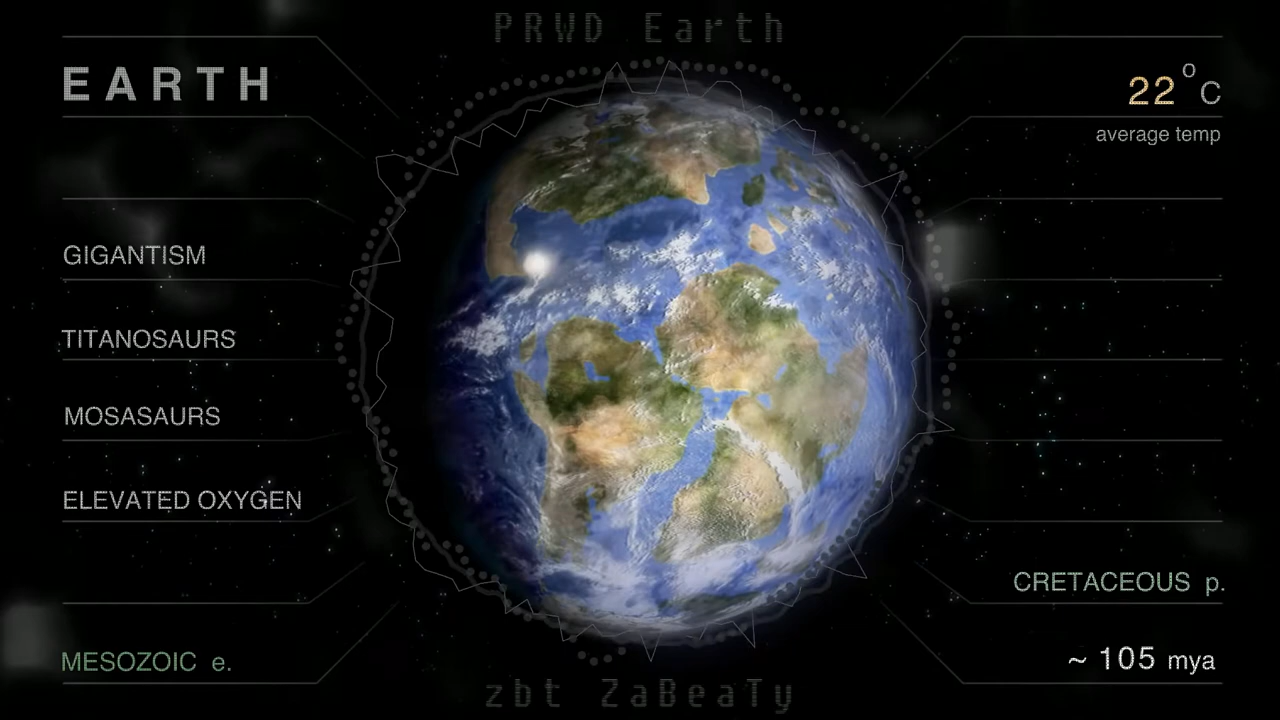 PRWD Earth
EARTH
22°C
average temp
GIGANTISM
TITANOSAURS
MOSASAURS
ELEVATED OXYGEN
CRETACEOUS p.
MESOZOIC e.
~ 105 mya
zbt ZaBeaTy